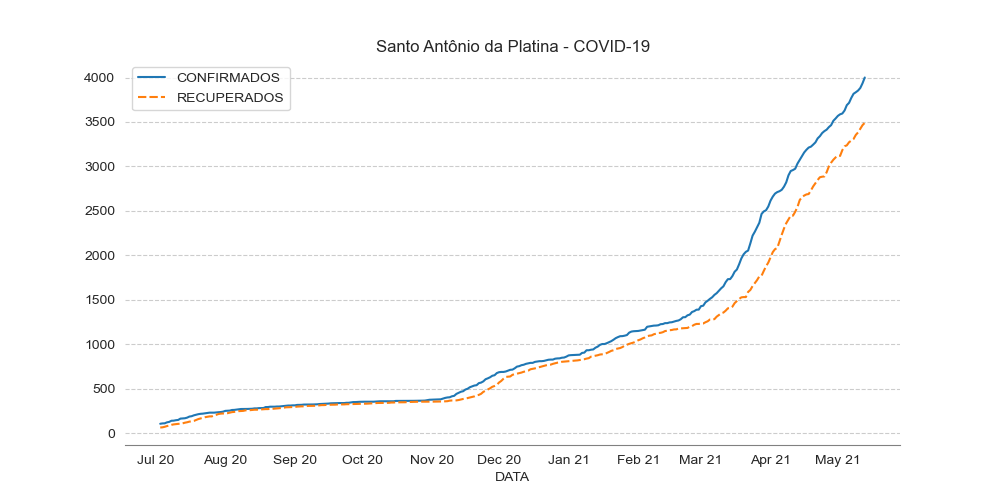 Santo Antônio da Platina - COVID-19
CONFIRMADOS
RECUPERADOS
4000
3500
3000
2500
2000
1500
1000
500
0
Jul 20 Aug 20 Sep 20 Oct 20 Nov 20 Dec 20 Jan 21 Feb 21 Mar 21 Apr 21 May 21
DATA